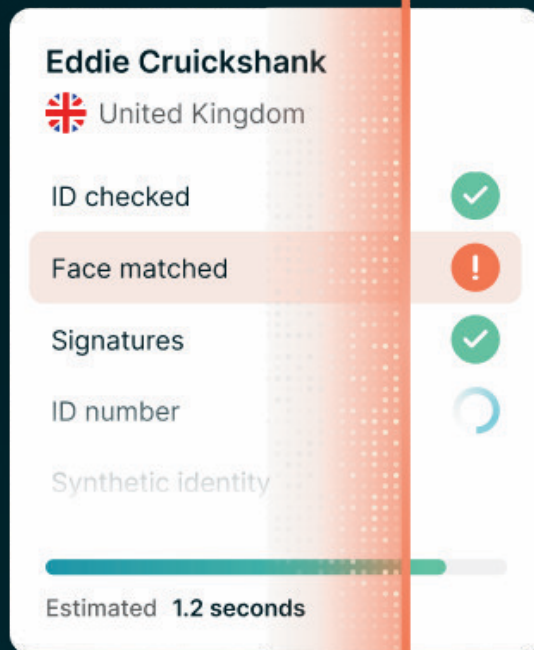 Eddie Cruickshank
United Kingdom
ID checked
Face matched
!
Signatures
ID number
Synthetic identity
Estimated 1.2 seconds